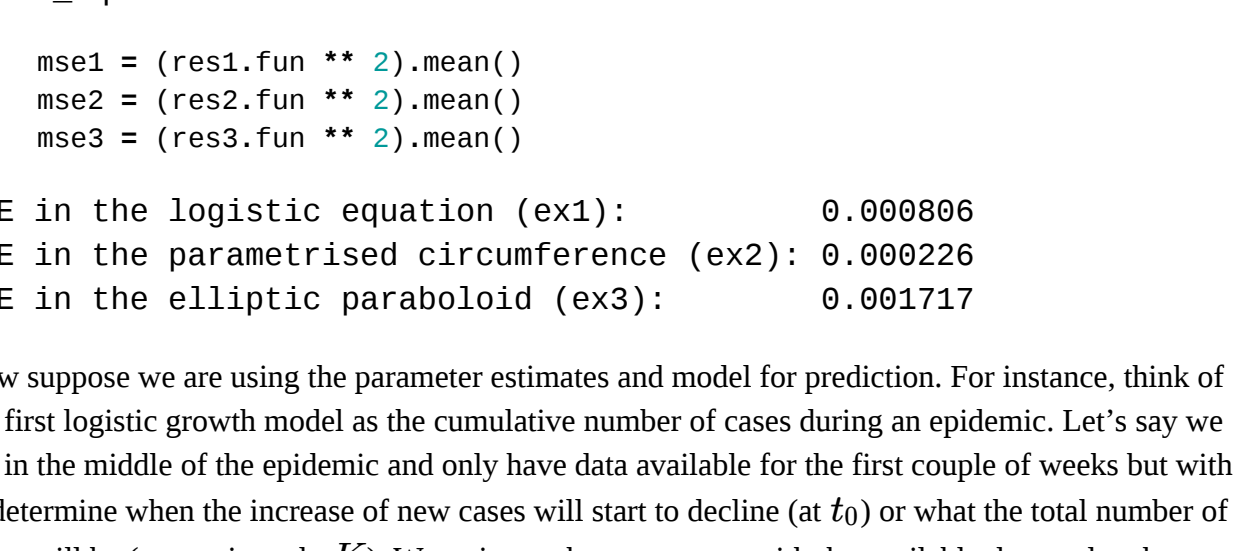 mse1 = (res1.fun ** 2).mean()
mse2 = (res2.fun ** 2).mean()
mse3 = (res3.fun ** 2).mean()
E in the logistic equation (ex1): 0.000806
E in the parametrised circumference (ex2): 0.000226
E in the elliptic paraboloid (ex3): 0.001717
w suppose we are using the parameter estimates and model for prediction. For instance, think of
first logistic growth model as the cumulative number of cases during an epidemic. Let’s say we
in the middle of the epidemic and only have data available for the first couple of weeks but with
determine when the increase of new cases will start to decline (at t₀) or what the total number of